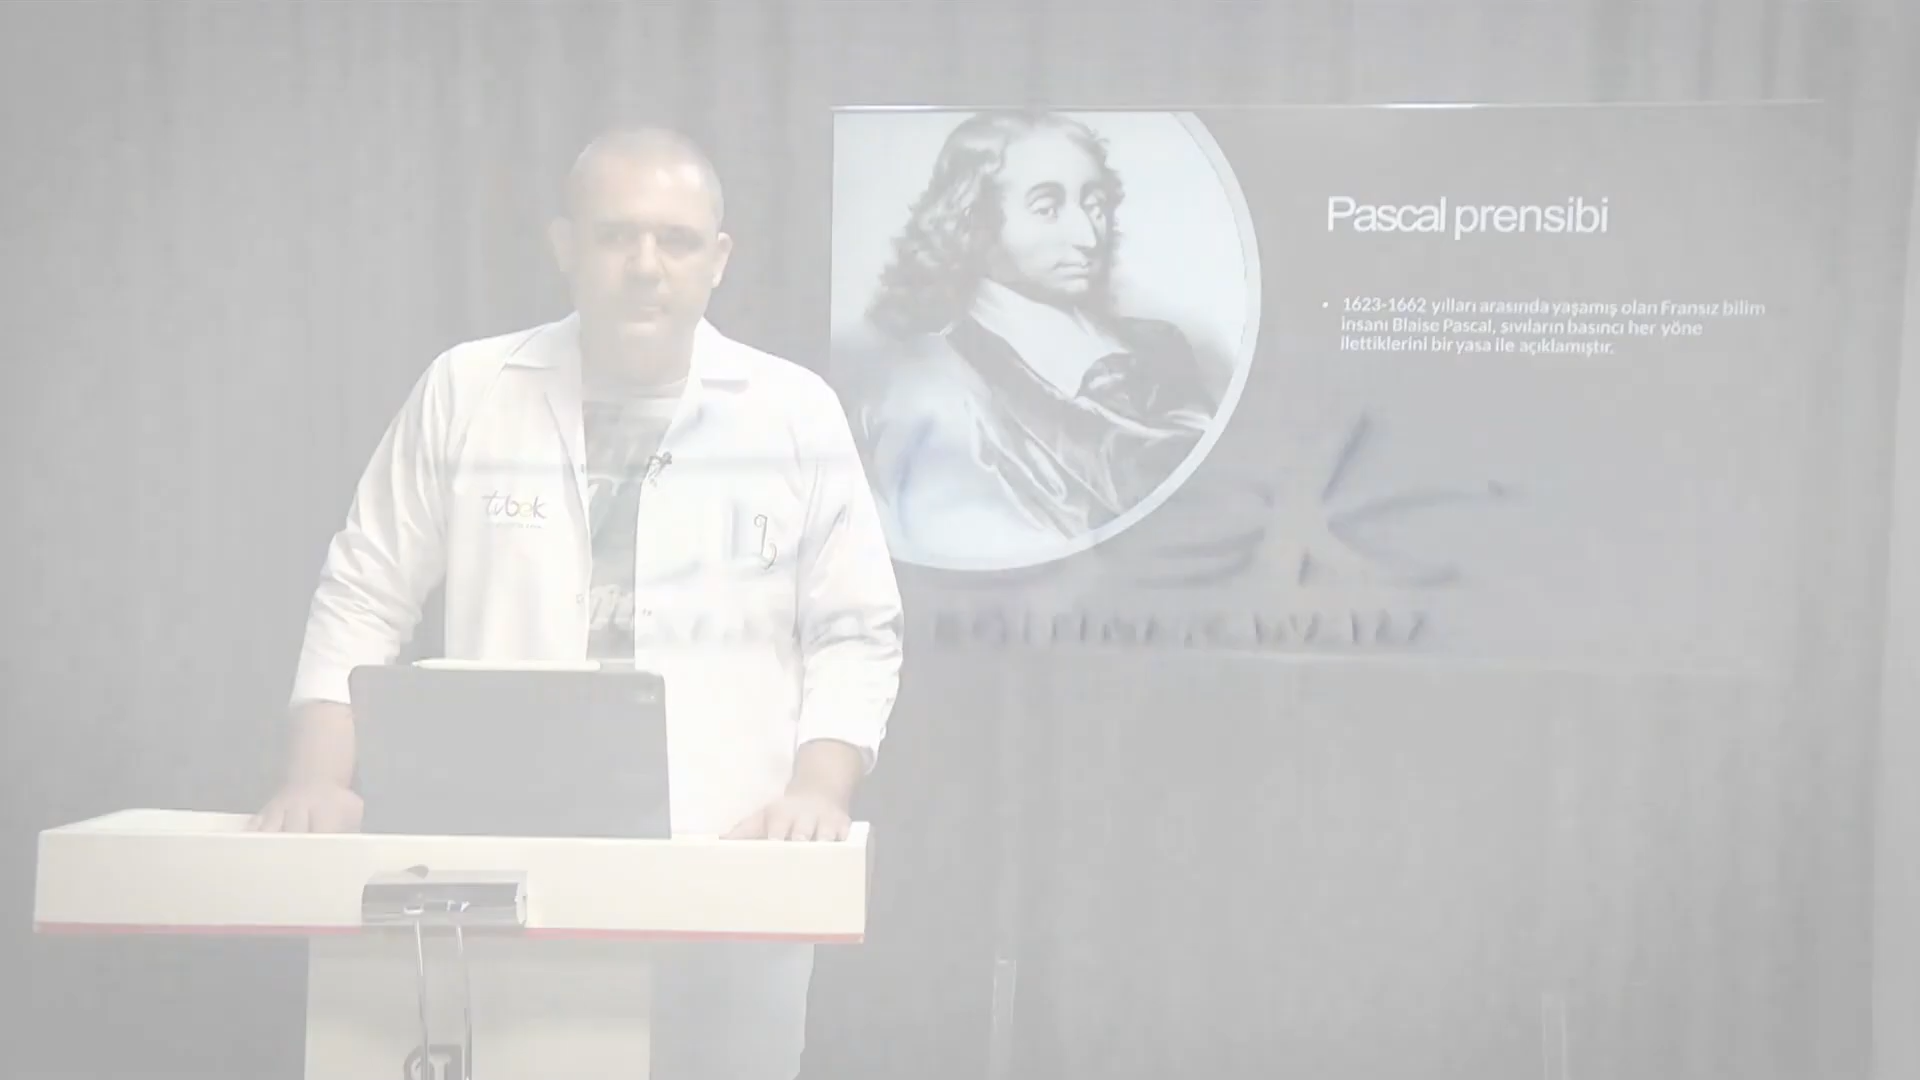 Pascal prensibi
• 1623-1662 yılları arasında yaşamış olan Fransız bilim
insanı Blaise Pascal, sıvıların basıncı her yöne
ilettiklerini bir yasa ile açıklamıştır.
tvbek